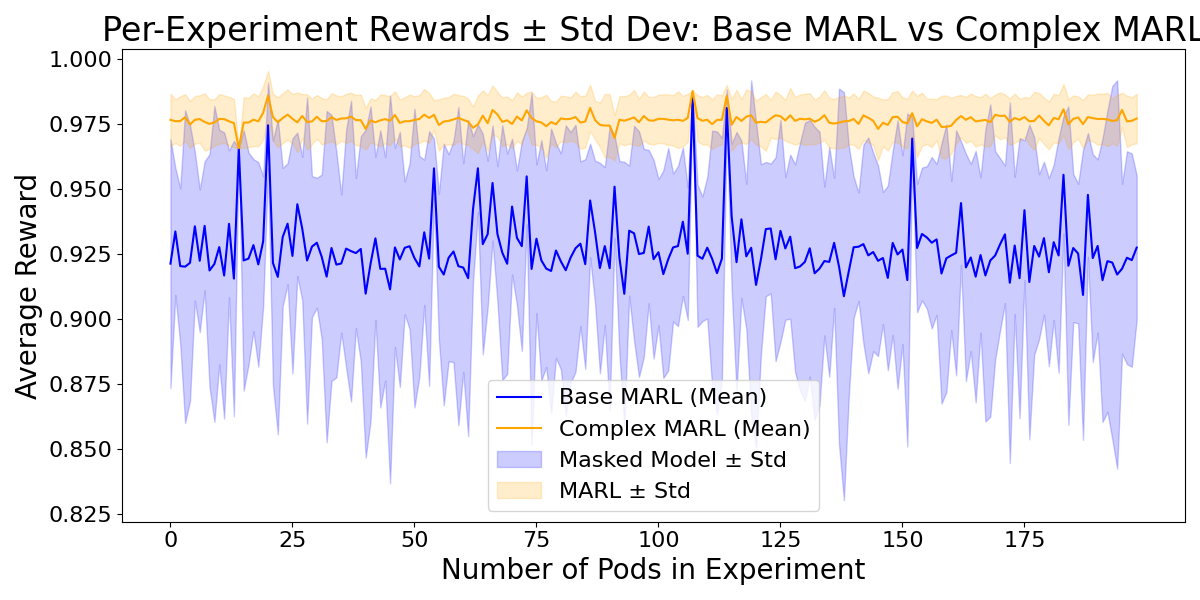 Per-Experiment Rewards ± Std Dev: Base MARL vs Complex MARL
Average Reward
1.000
0.975
0.950
0.925
0.900
0.875
0.850
0.825
Base MARL (Mean)
Complex MARL (Mean)
Masked Model ± Std
MARL ± Std
0 25 50 75 100 125 150 175
Number of Pods in Experiment